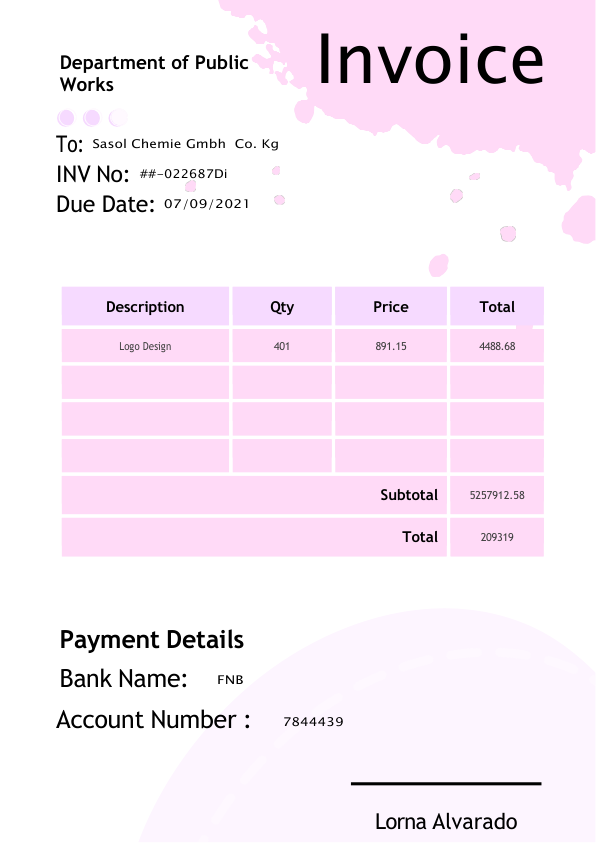 Invoice
Department of Public
Works
To: Sasol Chemie Gmbh Co. Kg
INV No: ##-022687Di
Due Date: 07/09/2021
Description Qty Price Total
Logo Design 401 891.15 4488.68
Subtotal 5257912.58
Total 209319
Payment Details
Bank Name: FNB
Account Number : 7844439
Lorna Alvarado